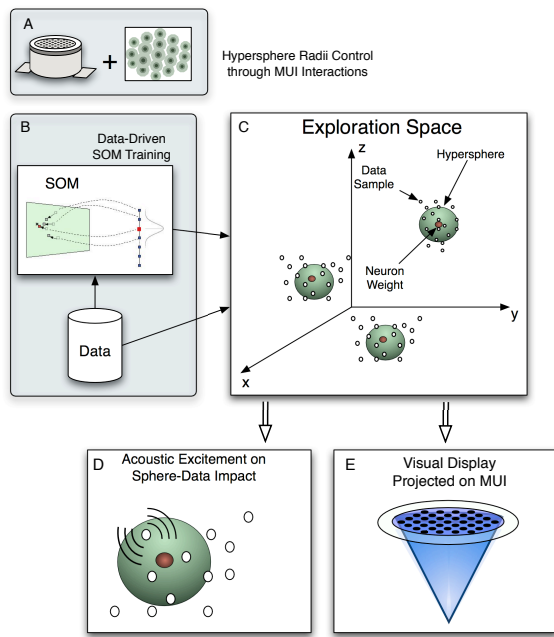 A
+
Hypersphere Radii Control
through MUI Interactions
B
Data-Driven
SOM Training
SOM
Data
C
Exploration Space
z
Hypersphere
Data
Sample
Neuron
Weight
y
x
D
Acoustic Excitement on
Sphere-Data Impact
E
Visual Display
Projected on MUI